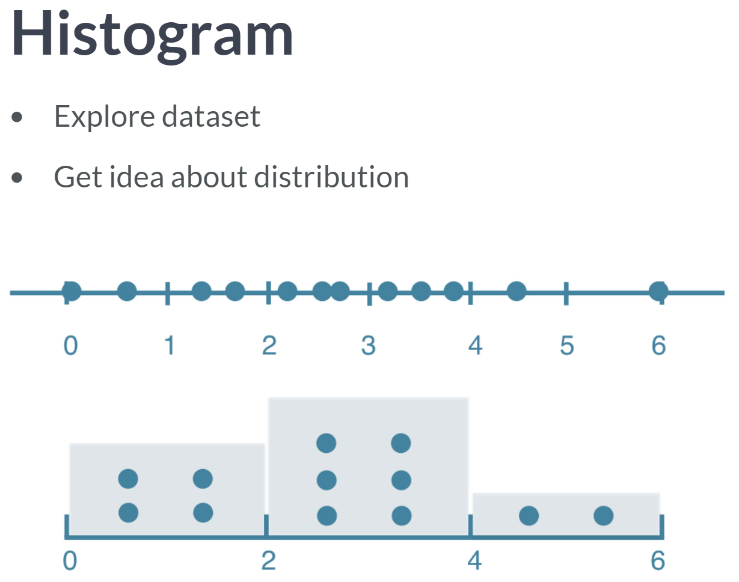 Histogram
• Explore dataset
• Get idea about distribution
0 1 2 3 4 5 6
0 2 4 6